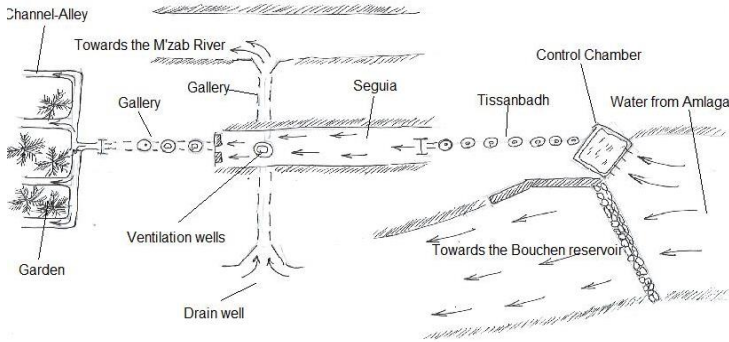 Channel-Alley
Towards the M'zab River
Control Chamber
Gallery
Seguia
Gallery
Tissanbadh
Water from Amlaga
Ventilation wells
Towards the Bouchen reservoir
Garden
Drain well